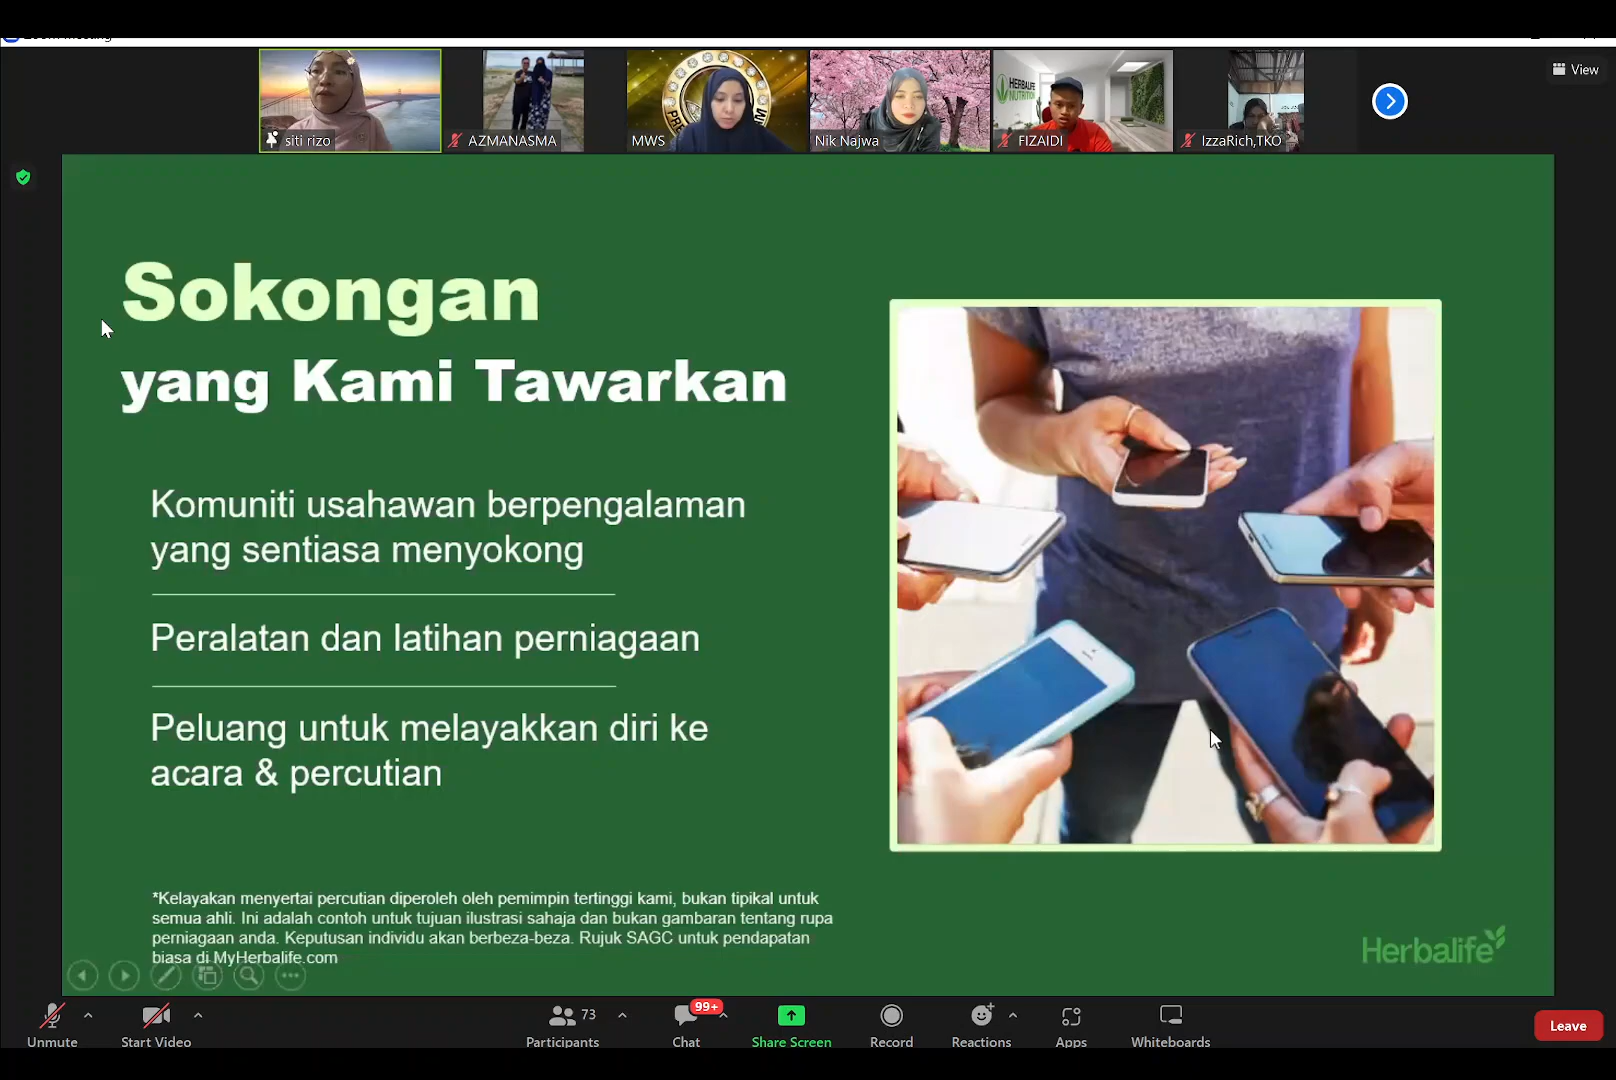 View
siti rizo
AZMANASMA
MWS
Nik Najwa
HERBALIFE
NUTRITION
FIZAIDI
IzzaRich,TKO
Sokongan
yang Kami Tawarkan
Komuniti usahawan berpengalaman
yang sentiasa menyokong
Peralatan dan latihan perniagaan
Peluang untuk melayakkan diri ke
acara & percutian
*Kelayakan menyertai percutian diperoleh oleh pemimpin tertinggi kami, bukan tipikal untuk
semua ahli. Ini adalah contoh untuk tujuan ilustrasi sahaja dan bukan gambaran tentang rupa
perniagaan anda. Keputusan individu akan berbeza-beza. Rujuk SAGC untuk pendapatan
biasa di MyHerbalife.com
Herbalife
Unmute
Start Video
73
Participants
99+
Chat
Share Screen
Record
Reactions
Apps
Whiteboards
Leave